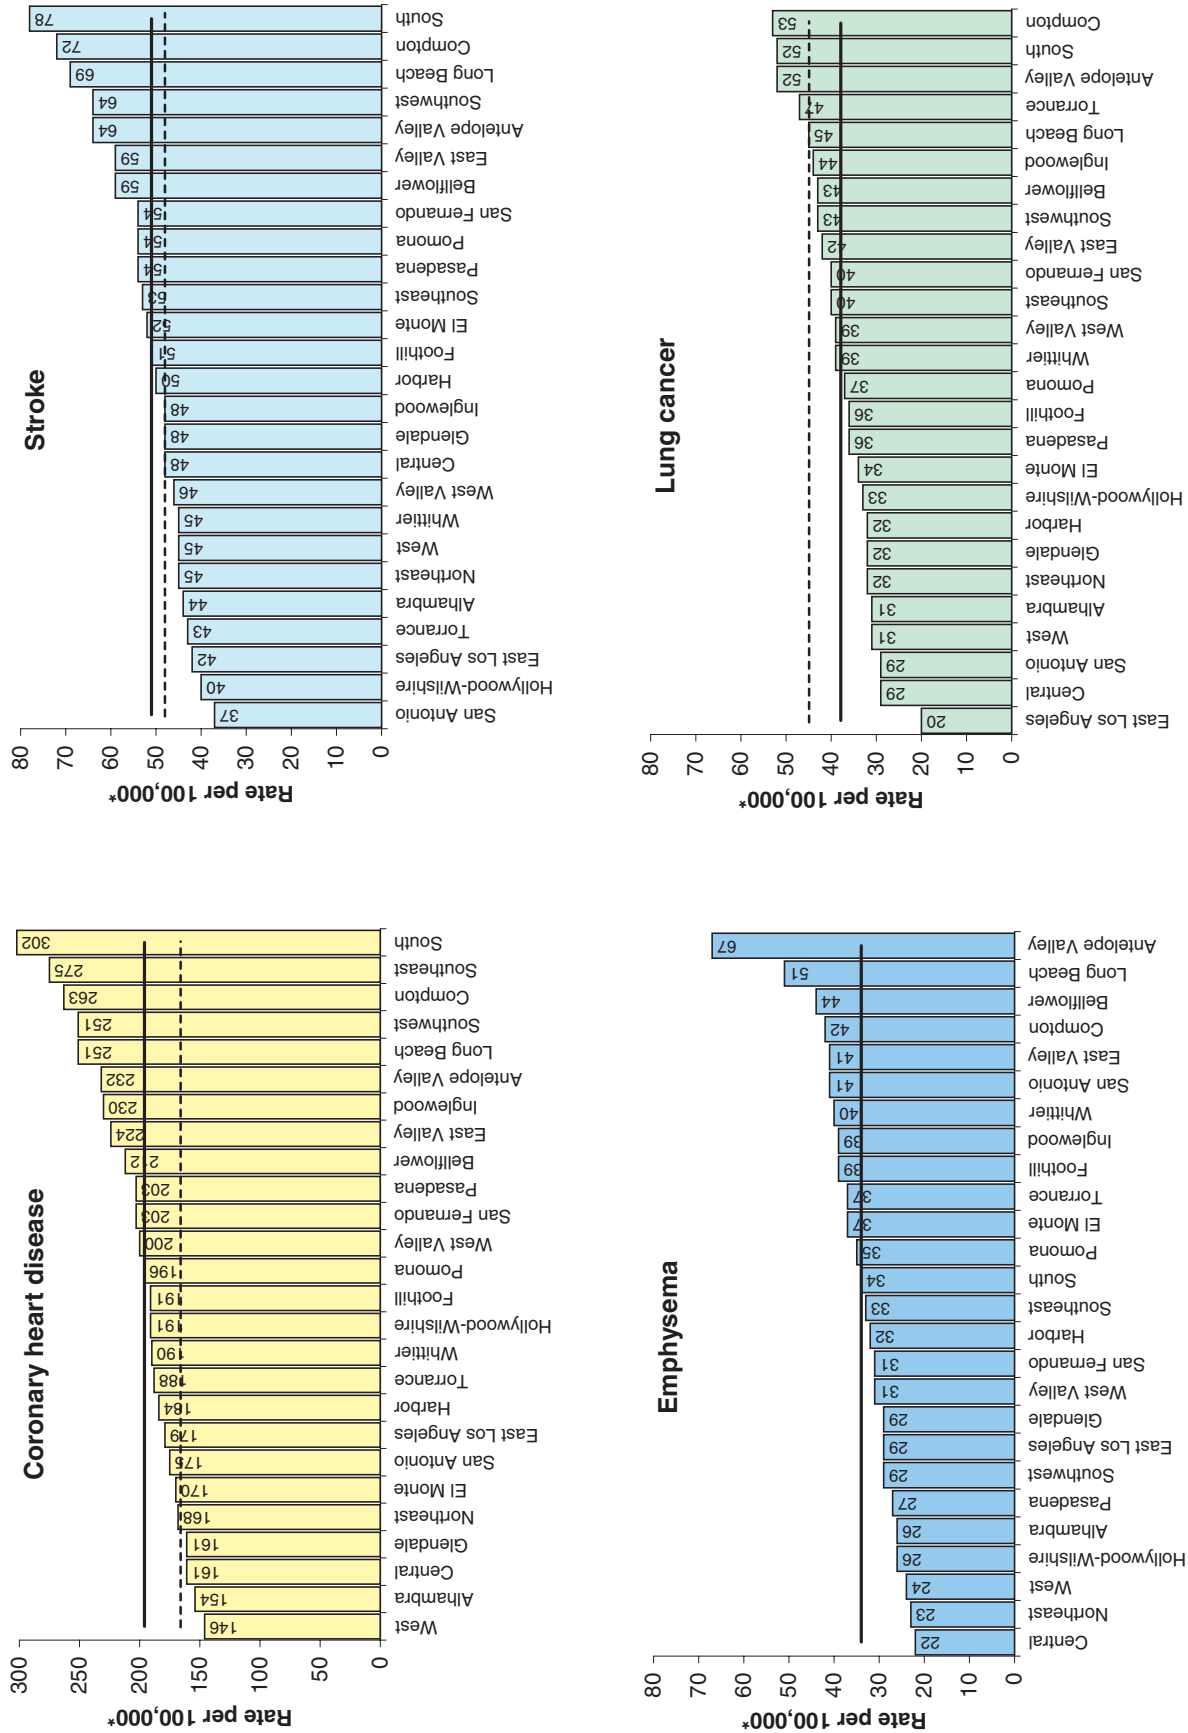 Coronary heart disease
Rate per 100,000*
300
250
200
150
100
50
0
146
154
161
161
168
170
175
179
184
188
190
191
191
196
200
203
203
212
224
230
232
251
251
263
275
302
West
Alhambra
Central
Glendale
Northeast
El Monte
San Antonio
East Los Angeles
Harbor
Torrance
Whittier
Hollywood-Wilshire
Foothill
Pomona
West Valley
San Fernando
Pasadena
Bellflower
East Valley
Inglewood
Antelope Valley
Long Beach
Southwest
Compton
Southeast
South
Stroke
Rate per 100,000*
80
70
60
50
40
30
20
10
0
37
40
42
43
44
45
45
45
46
48
48
48
50
51
52
53
54
54
54
59
59
64
64
69
72
78
San Antonio
Hollywood-Wilshire
East Los Angeles
Torrance
Alhambra
Northeast
West
Whittier
West Valley
Central
Glendale
Inglewood
Harbor
Foothill
El Monte
Southeast
Pasadena
Pomona
San Fernando
Bellflower
East Valley
Antelope Valley
Southwest
Long Beach
Compton
South
Emphysema
Rate per 100,000*
80
70
60
50
40
30
20
10
0
22
23
24
26
26
27
29
29
29
31
31
32
33
34
35
37
37
39
39
40
41
41
42
44
51
67
Central
Northeast
West
Hollywood-Wilshire
Alhambra
Pasadena
Southwest
East Los Angeles
Glendale
West Valley
San Fernando
Harbor
Southeast
South
Pomona
El Monte
Torrance
Foothill
Inglewood
Whittier
San Antonio
East Valley
Compton
Bellflower
Long Beach
Antelope Valley
Lung cancer
Rate per 100,000*
80
70
60
50
40
30
20
10
0
20
29
29
31
31
32
32
32
33
34
36
36
37
39
39
40
40
42
43
43
44
45
47
52
52
53
East Los Angeles
Central
San Antonio
West
Alhambra
Northeast
Glendale
Harbor
Hollywood-Wilshire
El Monte
Pasadena
Foothill
Pomona
Whittier
West Valley
Southeast
San Fernando
East Valley
Southwest
Bellflower
Inglewood
Long Beach
Torrance
Antelope Valley
South
Compton